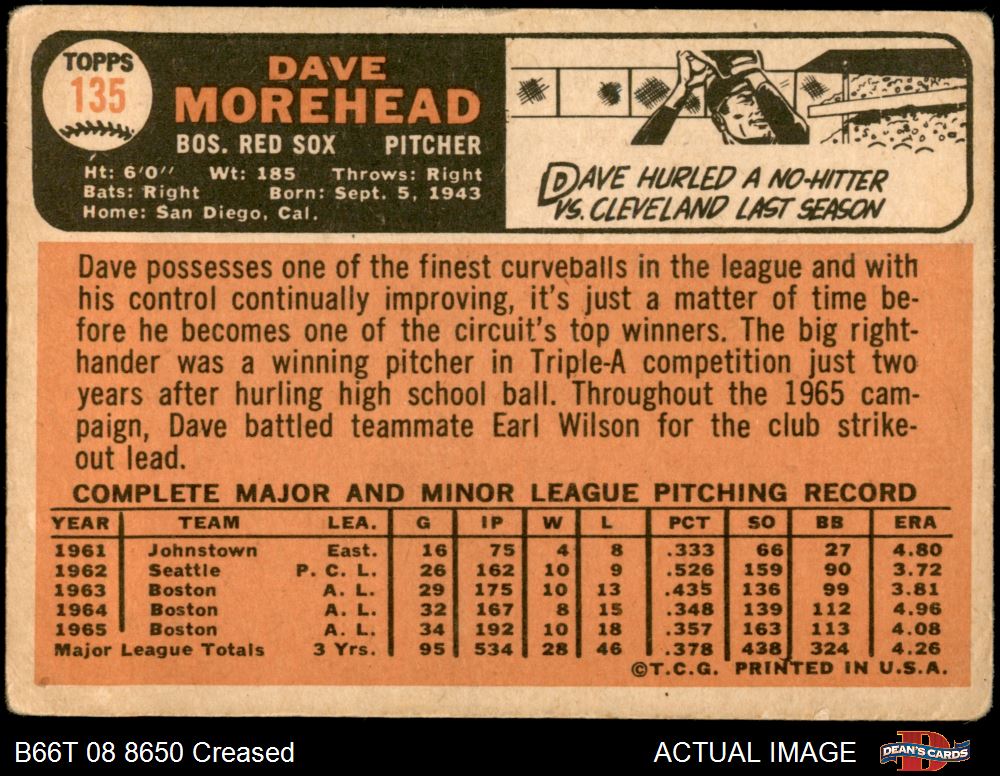 TOPPS
135
DAVE
MOREHEAD
BOS. RED SOX PITCHER
Ht: 6'0" Wt: 185 Throws: Right
Bats: Right Born: Sept. 5, 1943
Home: San Diego, Cal.
DAVE HURLED A NO-HITTER
VS. CLEVELAND LAST SEASON
Dave possesses one of the finest curveballs in the league and with
his control continually improving, it's just a matter of time be-
fore he becomes one of the circuit's top winners. The big right-
hander was a winning pitcher in Triple-A competition just two
years after hurling high school ball. Throughout the 1965 cam-
paign, Dave battled teammate Earl Wilson for the club strike-
out lead.
COMPLETE MAJOR AND MINOR LEAGUE PITCHING RECORD
YEAR TEAM LEA. G IP W L PCT SO BB ERA
1961 Johnstown East. 16 75 4 8 .333 66 27 4.80
1962 Seattle P. C. L. 26 162 10 9 .526 159 90 3.72
1963 Boston A. L. 29 175 10 13 .435 136 99 3.81
1964 Boston A. L. 32 167 8 15 .348 139 112 4.96
1965 Boston A. L. 34 192 10 18 .357 163 113 4.08
Major League Totals 3 Yrs. 95 534 28 46 .378 438 324 4.26
©T.C.G. PRINTED IN U.S.A.
B66T 08 8650 Creased
ACTUAL IMAGE
DEAN'S CARDS